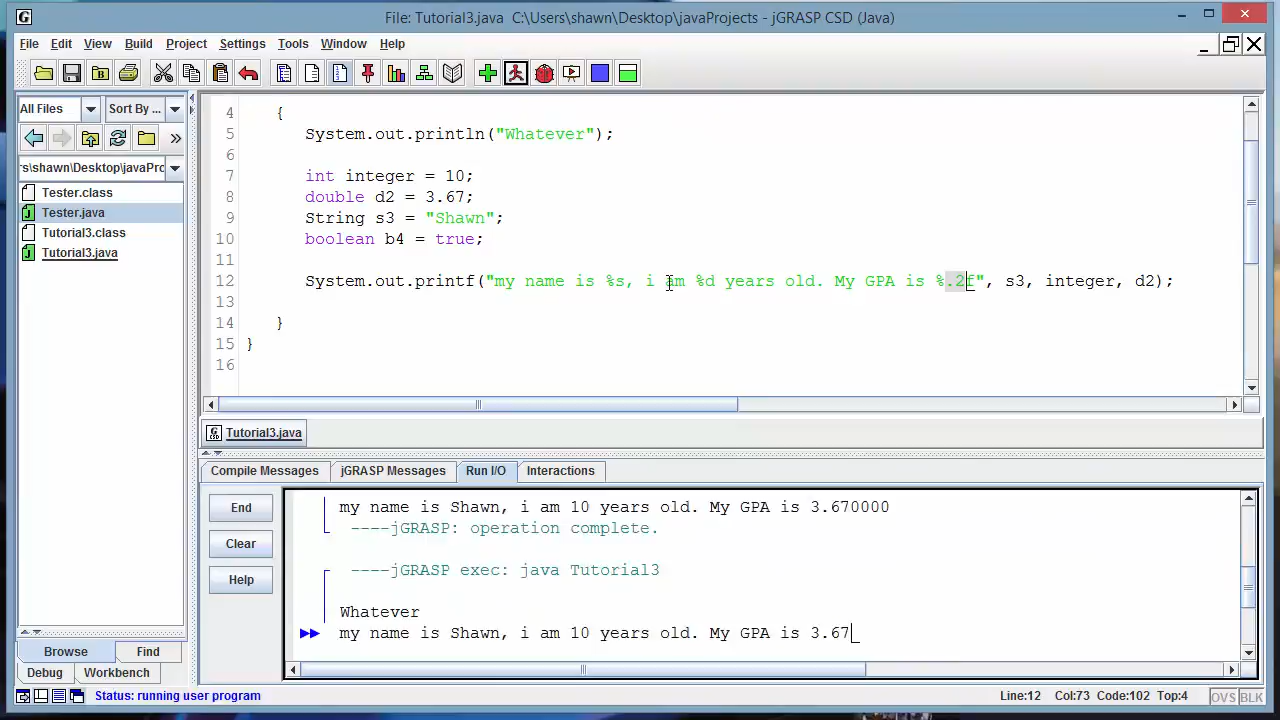 File: Tutorial3.java  C:\Users\shawn\Desktop\javaProjects - jGRASP CSD (Java)
File Edit View Build Project Settings Tools Window Help
All Files Sort By ...
rs\shawn\Desktop\javaPro
Tester.class
Tester.java
Tutorial3.class
Tutorial3.java
Browse Find
Debug Workbench
4 {
5 System.out.println("Whatever");
6
7 int integer = 10;
8 double d2 = 3.67;
9 String s3 = "Shawn";
10 boolean b4 = true;
11
12 System.out.printf("my name is %s, i am %d years old. My GPA is %.2f", s3, integer, d2);
13
14 }
15 }
16
Tutorial3.java
Compile Messages jGRASP Messages Run I/O Interactions
End
Clear
Help
my name is Shawn, i am 10 years old. My GPA is 3.670000
----jGRASP: operation complete.
----jGRASP exec: java Tutorial3
Whatever
my name is Shawn, i am 10 years old. My GPA is 3.67
Status: running user program Line:12 Col:73 Code:102 Top:4 OVS BLK